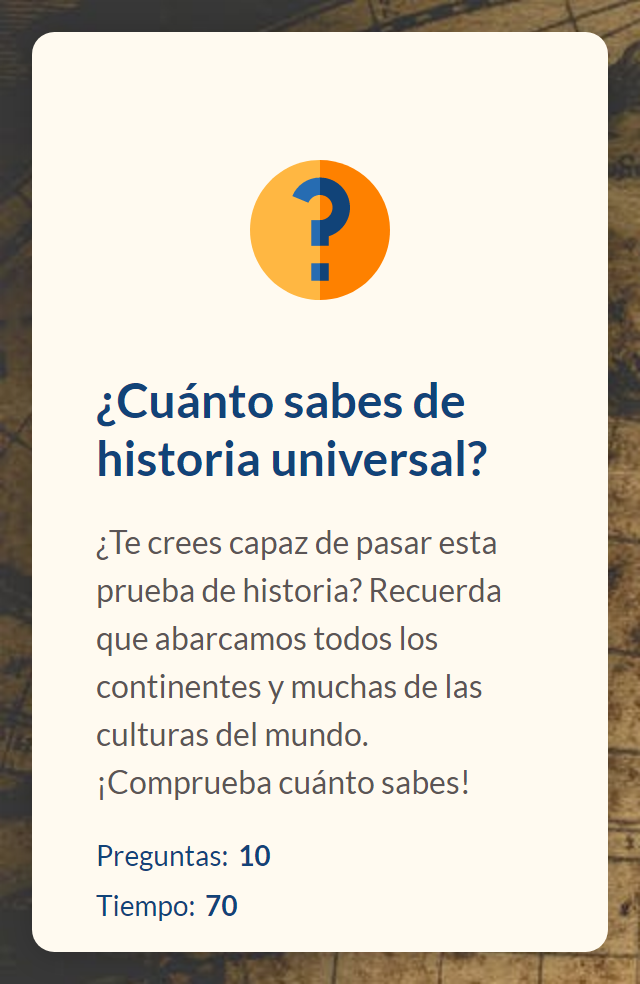 ¿Cuánto sabes de
historia universal?
¿Te crees capaz de pasar esta
prueba de historia? Recuerda
que abarcamos todos los
continentes y muchas de las
culturas del mundo.
¡Comprueba cuánto sabes!
Preguntas: 10
Tiempo: 70